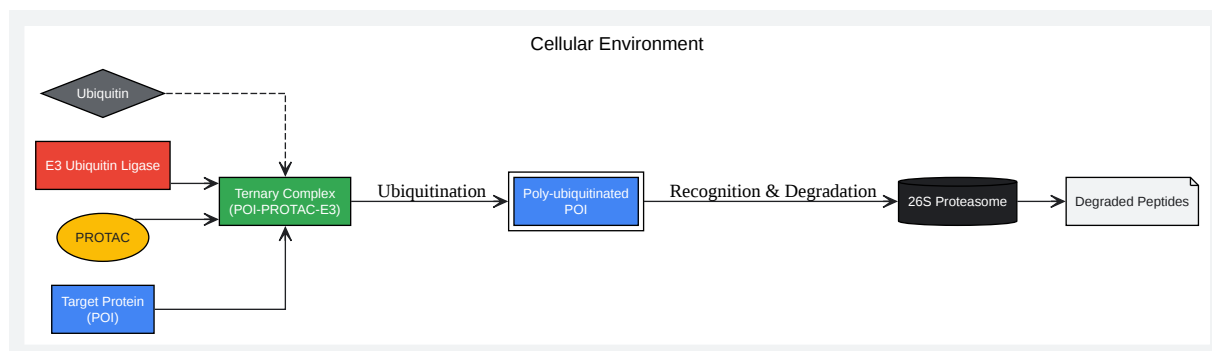 Cellular Environment
Ubiquitin
E3 Ubiquitin Ligase
PROTAC
Target Protein
(POI)
Ternary Complex
(POI-PROTAC-E3)
Ubiquitination
Poly-ubiquitinated
POI
Recognition & Degradation
26S Proteasome
Degraded Peptides